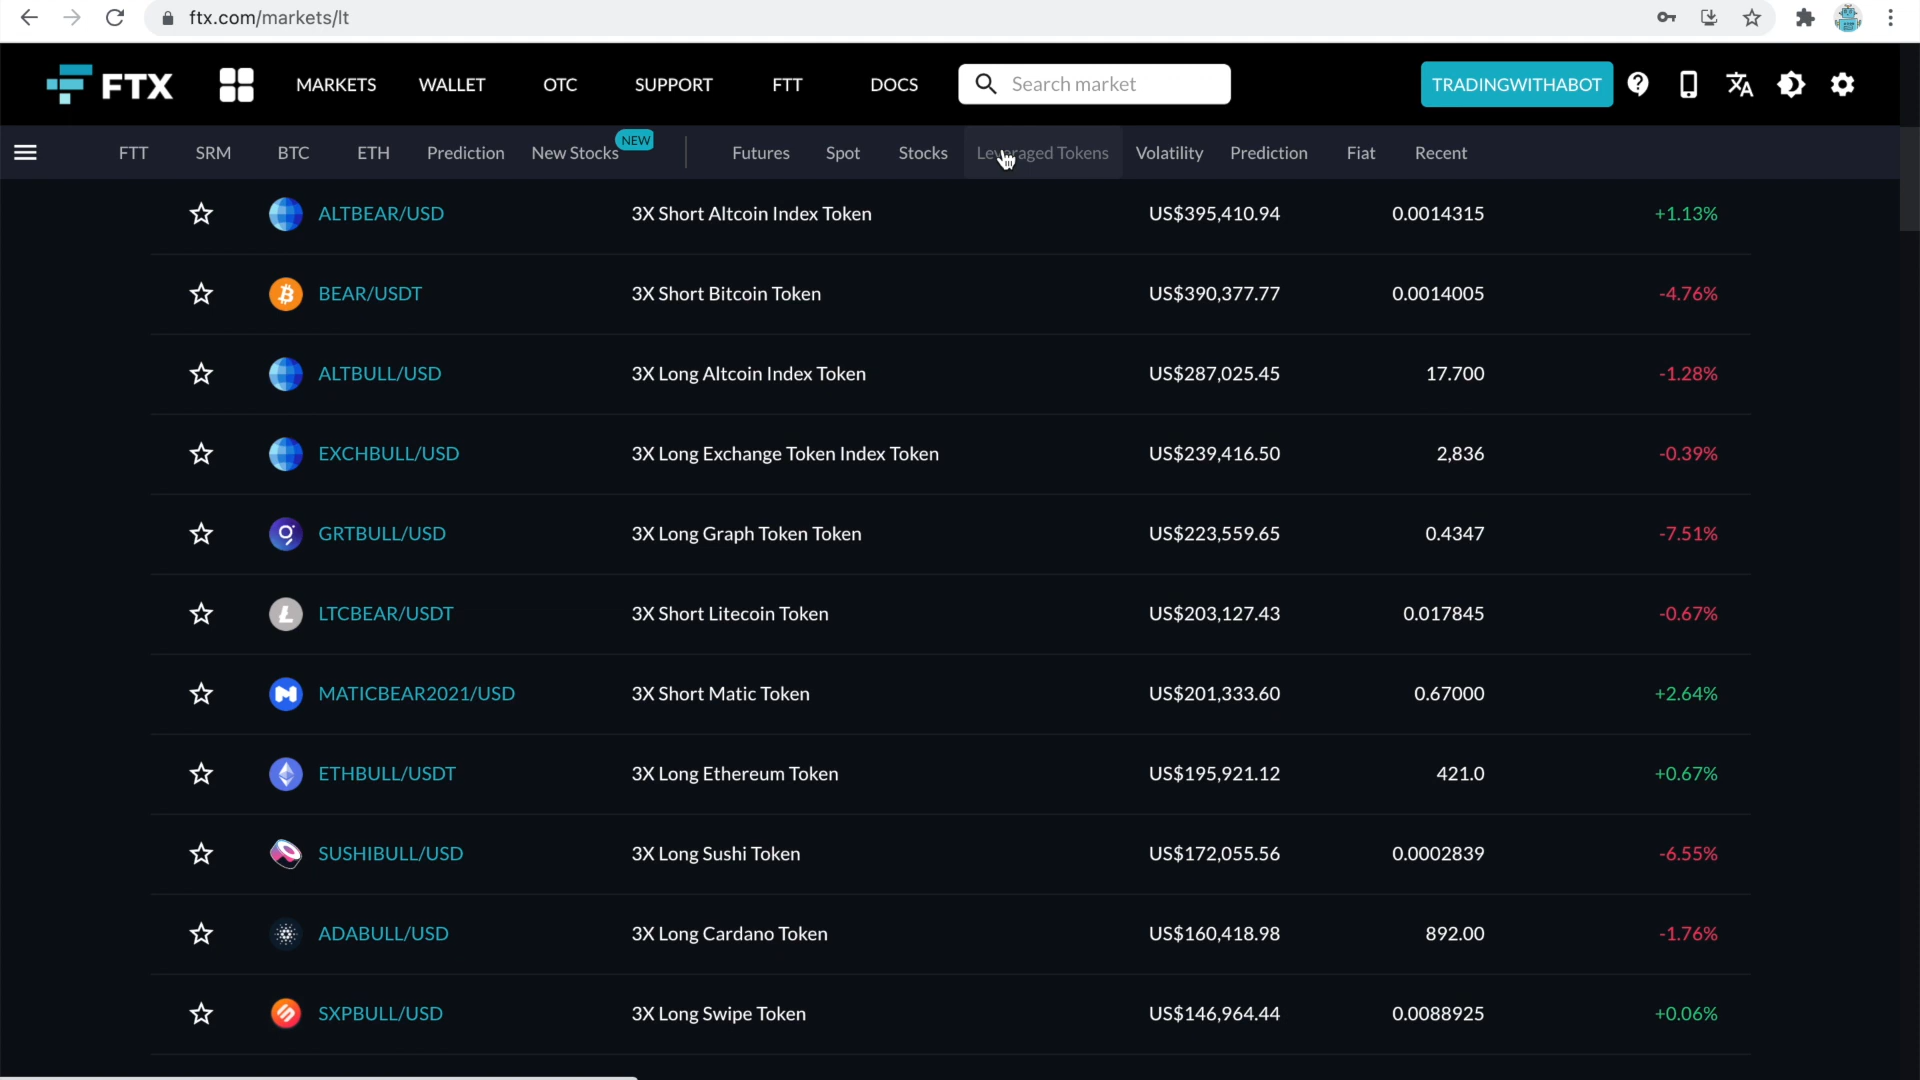 ftx.com/markets/lt
FTX MARKETS WALLET OTC SUPPORT FTT DOCS Search market TRADINGWITHABOT
FTT SRM BTC ETH Prediction New Stocks NEW Futures Spot Stocks Leveraged Tokens Volatility Prediction Fiat Recent
ALTBEAR/USD 3X Short Altcoin Index Token US$395,410.94 0.0014315 +1.13%
BEAR/USDT 3X Short Bitcoin Token US$390,377.77 0.0014005 -4.76%
ALTBULL/USD 3X Long Altcoin Index Token US$287,025.45 17.700 -1.28%
EXCHBULL/USD 3X Long Exchange Token Index Token US$239,416.50 2,836 -0.39%
GRTBULL/USD 3X Long Graph Token Token US$223,559.65 0.4347 -7.51%
LTCBEAR/USDT 3X Short Litecoin Token US$203,127.43 0.017845 -0.67%
MATICBEAR2021/USD 3X Short Matic Token US$201,333.60 0.67000 +2.64%
ETHBULL/USDT 3X Long Ethereum Token US$195,921.12 421.0 +0.67%
SUSHIBULL/USD 3X Long Sushi Token US$172,055.56 0.0002839 -6.55%
ADABULL/USD 3X Long Cardano Token US$160,418.98 892.00 -1.76%
SXPBULL/USD 3X Long Swipe Token US$146,964.44 0.0088925 +0.06%